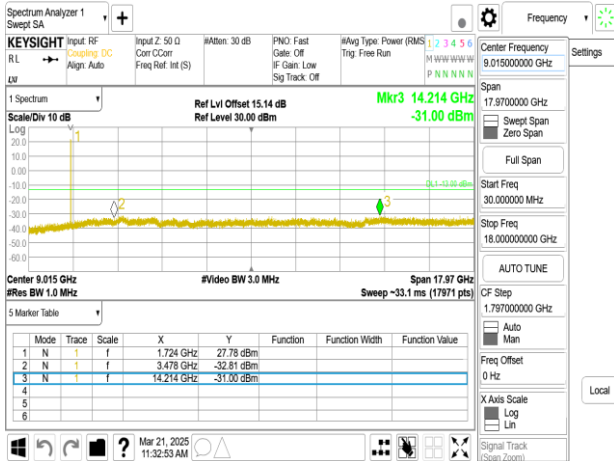 Spectrum Analyzer 1
Swept SA
Frequency
Settings
KEYSIGHT
RL
Input: RF
Coupling: DC
Align: Auto
Input Z: 50 Ω
Corr CCorr
Freq Ref: Int (S)
#Atten: 30 dB
PNO: Fast
Gate: Off
IF Gain: Low
Sig Track: Off
#Avg Type: Power (RMS
Trig: Free Run
1 2 3 4 5 6
M W W W W W
P N N N N N
1 Spectrum
Scale/Div 10 dB
Ref Lvl Offset 15.14 dB
Ref Level 30.00 dBm
Mkr3 14.214 GHz
-31.00 dBm
Log
20.0
10.00
0.00
-10.0
-20.0
-30.0
-40.0
-50.0
-60.0
1
2
3
DL1 -13.00 dBm
Center 9.015 GHz
#Video BW 3.0 MHz
Span 17.97 GHz
#Res BW 1.0 MHz
Sweep ~33.1 ms (17971 pts)
5 Marker Table
Mode Trace Scale X Y Function Function Width Function Value
1 N 1 f 1.724 GHz 27.78 dBm
2 N 1 f 3.478 GHz -32.81 dBm
3 N 1 f 14.214 GHz -31.00 dBm
4
5
6
Mar 21, 2025
11:32:53 AM
Center Frequency
9.015000000 GHz
Span
17.9700000 GHz
Swept Span
Zero Span
Full Span
Start Freq
30.000000 MHz
Stop Freq
18.000000000 GHz
AUTO TUNE
CF Step
1.797000000 GHz
Auto
Man
Freq Offset
0 Hz
X Axis Scale
Log
Lin
Signal Track
(Span Zoom)
Local